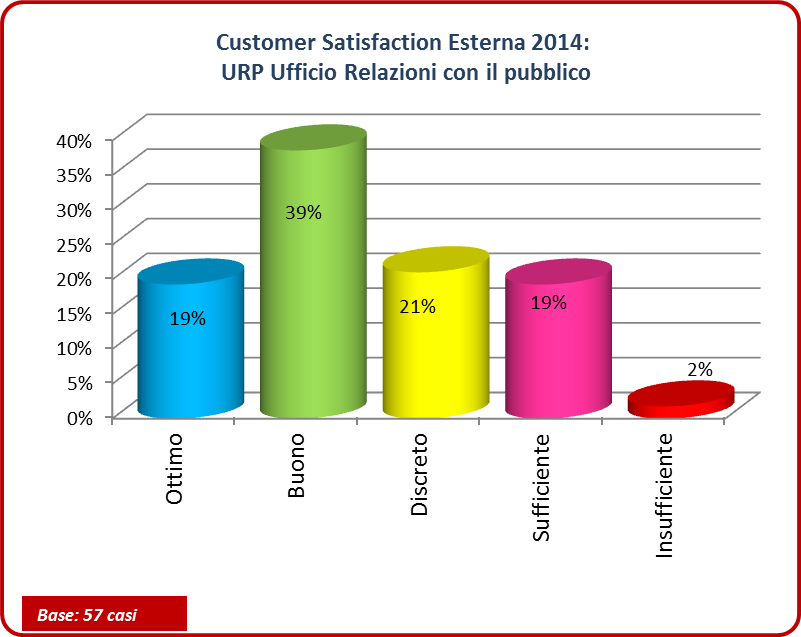 Customer Satisfaction Esterna 2014:
URP Ufficio Relazioni con il pubblico
40%
35%
30%
25%
20%
15%
10%
5%
0%
19%
39%
21%
19%
2%
Ottimo
Buono
Discreto
Sufficiente
Insufficiente
Base: 57 casi